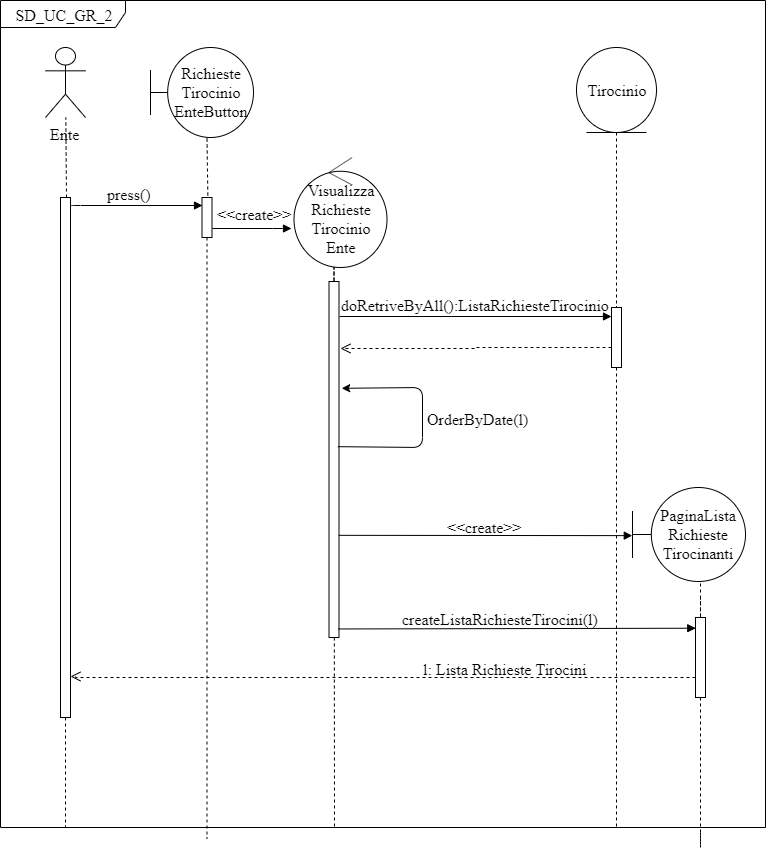 SD_UC_GR_2
Ente
Richieste
Tirocinio
EnteButton
Tirocinio
press()
<<create>>
Visualizza
Richieste
Tirocinio
Ente
doRetriveByAll():ListaRichiesteTirocinio
OrderByDate(l)
<<create>>
PaginaLista
Richieste
Tirocinanti
createListaRichiesteTirocini(l)
l: Lista Richieste Tirocini